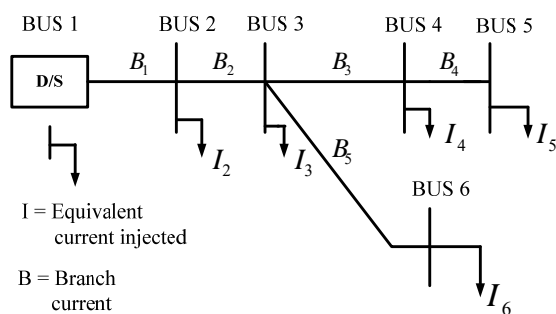 BUS 1 BUS 2 BUS 3 BUS 4 BUS 5
D/S
B₁ B₂ B₃ B₄
I₂ I₃ B₅ I₄ I₅
BUS 6
I₆
I = Equivalent
current injected
B = Branch
current